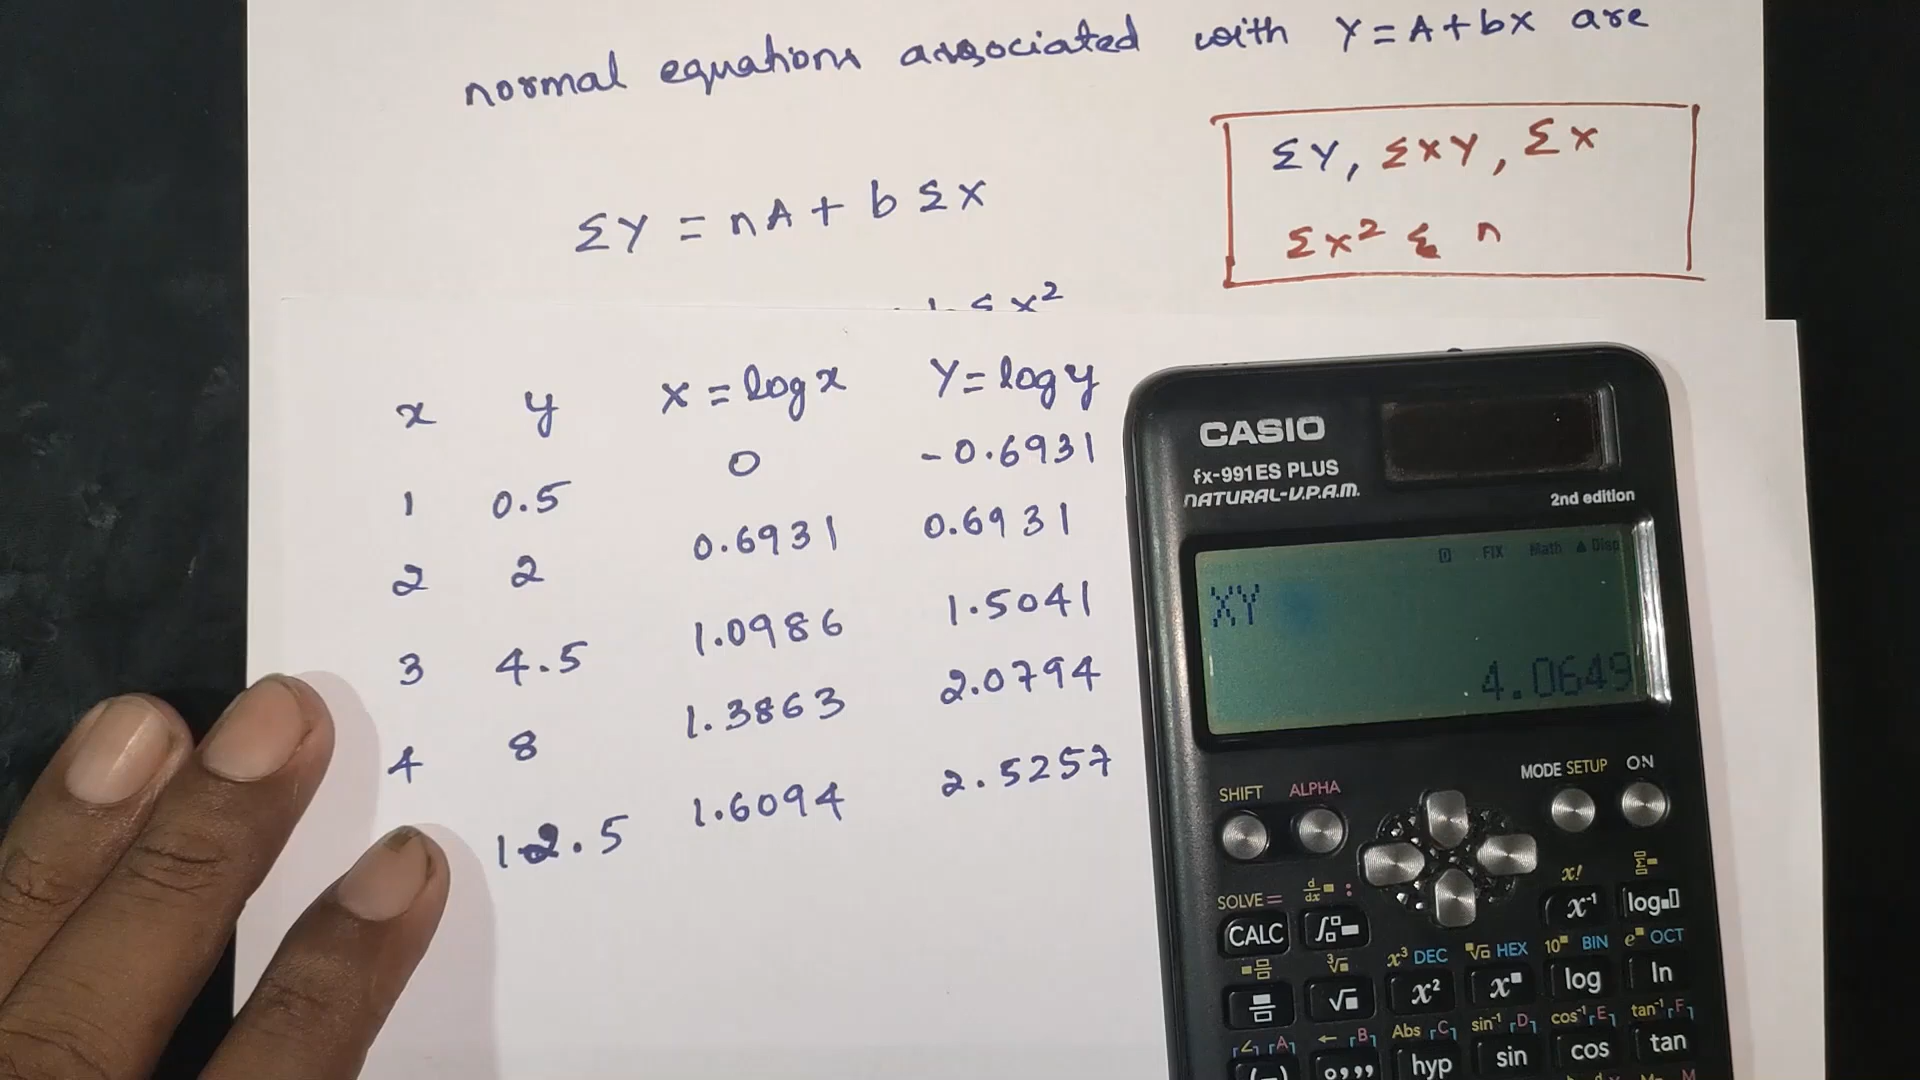 normal equations associated with Y = A + bX are
ΣY, ΣXY, ΣX
ΣY = nA + b ΣX
ΣX² & n
ΣX²
x y X = log x Y = log y
1 0.5 0 -0.6931
2 2 0.6931 0.6931
3 4.5 1.0986 1.5041
4 8 1.3863 2.0794
12.5 1.6094 2.5257
CASIO
fx-991ES PLUS
NATURAL-V.P.A.M.
2nd edition
D FIX Math ▲ Disp
XY
4.0649
SHIFT ALPHA MODE SETUP ON
SOLVE = d/dx :
x! Σ
CALC ∫ x⁻¹ log
³√ x³ DEC √ HEX 10 BIN e OCT
√ x² x log ln
∠ A ← B Abs C sin⁻¹ D cos⁻¹ E tan⁻¹ F
(−) hyp sin cos tan
M